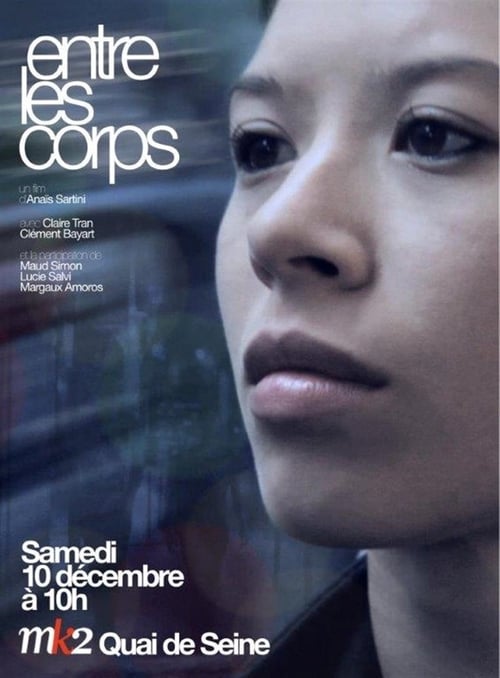 entre
les
corps
un film
d'Anaïs Sartini
avec Claire Tran
Clément Bayart
et la participation de
Maud Simon
Lucie Salvi
Margaux Amoros
Samedi
10 décembre
à 10h
mk2 Quai de Seine